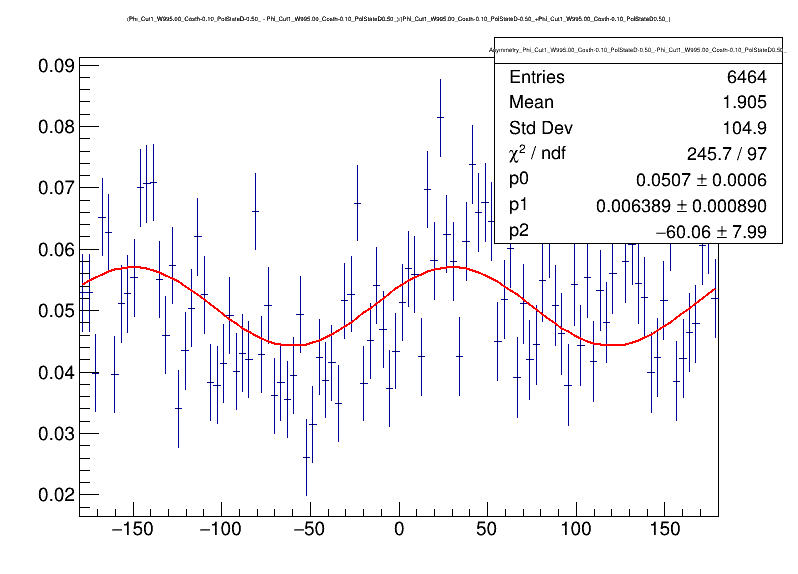 (Phi_Cut1_W995.00_Costh-0.10_PolStateD-0.50_ - Phi_Cut1_W995.00_Costh-0.10_PolStateD0.50_)/(Phi_Cut1_W995.00_Costh-0.10_PolStateD-0.50_+Phi_Cut1_W995.00_Costh-0.10_PolStateD0.50_)
Asymmetry_Phi_Cut1_W995.00_Costh-0.10_PolStateD-0.50_-Phi_Cut1_W995.00_Costh-0.10_PolStateD0.50_
Entries 6464
Mean 1.905
Std Dev 104.9
χ² / ndf 245.7 / 97
p0 0.0507 ± 0.0006
p1 0.006389 ± 0.000890
p2 −60.06 ± 7.99
0.09
0.08
0.07
0.06
0.05
0.04
0.03
0.02
−150 −100 −50 0 50 100 150